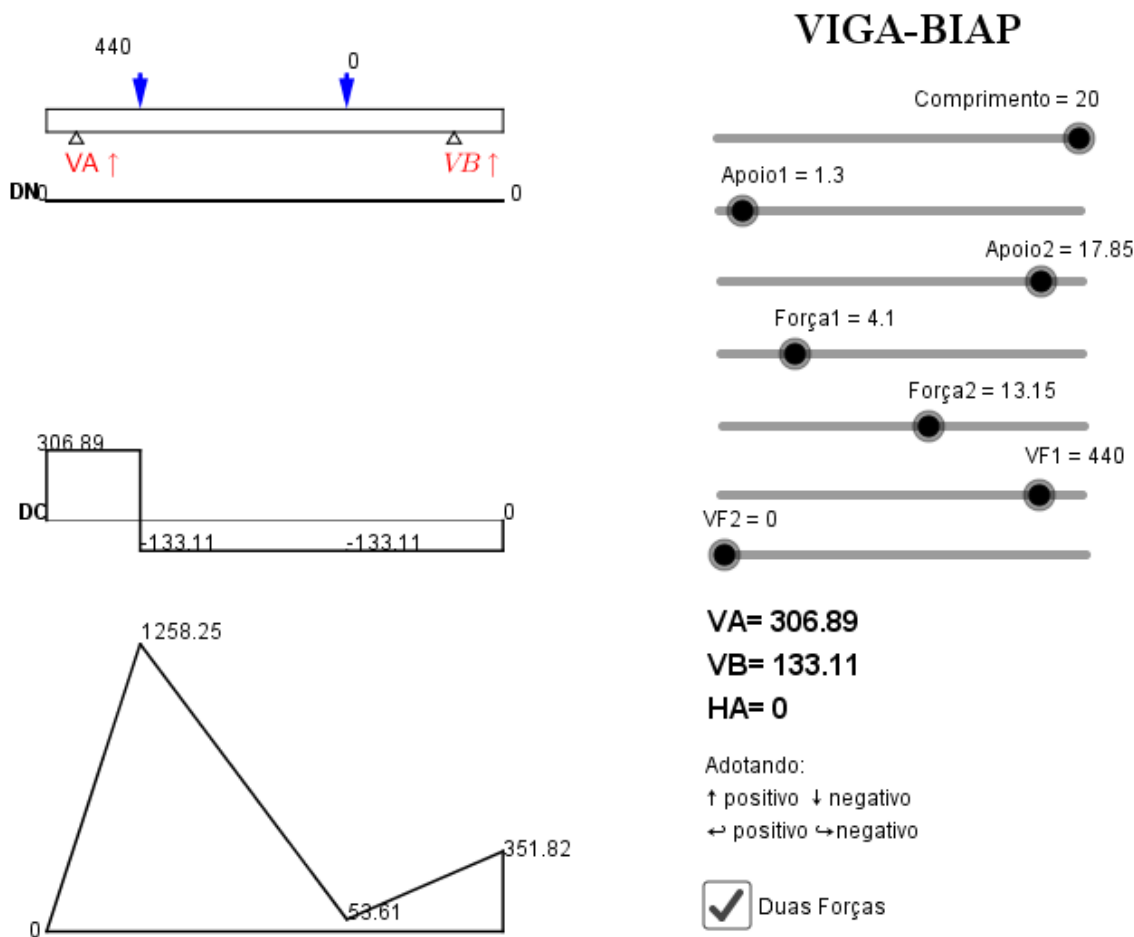 VIGA-BIAP
440
0
VA ↑
VB ↑
DN
0
0
306.89
DC
0
-133.11
-133.11
1258.25
351.82
53.61
0
Comprimento = 20
Apoio1 = 1.3
Apoio2 = 17.85
Força1 = 4.1
Força2 = 13.15
VF1 = 440
VF2 = 0
VA= 306.89
VB= 133.11
HA= 0
Adotando:
↑ positivo ↓ negativo
↩ positivo ↪negativo
Duas Forças